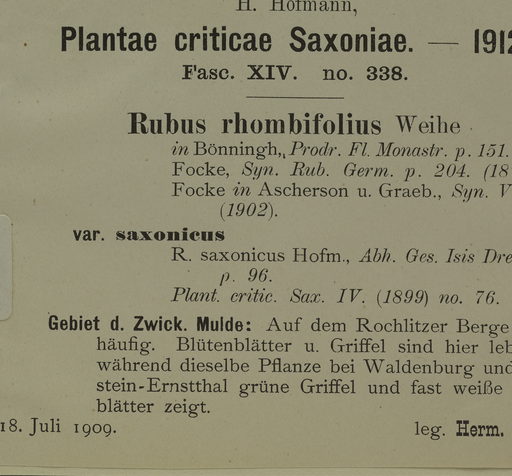 H. Hofmann,
Plantae criticae Saxoniae. — 1912
Fasc. XIV. no. 338.
Rubus rhombifolius Weihe
in Bönningh., Prodr. Fl. Monastr. p. 151.
Focke, Syn. Rub. Germ. p. 204. (18
Focke in Ascherson u. Graeb., Syn. V
(1902).
var. saxonicus
R. saxonicus Hofm., Abh. Ges. Isis Dre
p. 96.
Plant. critic. Sax. IV. (1899) no. 76.
Gebiet d. Zwick. Mulde: Auf dem Rochlitzer Berge
häufig. Blütenblätter u. Griffel sind hier leb
während dieselbe Pflanze bei Waldenburg und
stein-Ernstthal grüne Griffel und fast weiße
blätter zeigt.
18. Juli 1909. leg. Herm.